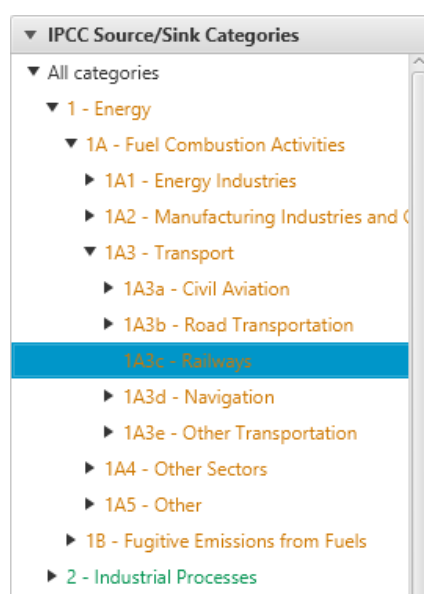 IPCC Source/Sink Categories
All categories
1 - Energy
1A - Fuel Combustion Activities
1A1 - Energy Industries
1A2 - Manufacturing Industries and
1A3 - Transport
1A3a - Civil Aviation
1A3b - Road Transportation
1A3c - Railways
1A3d - Navigation
1A3e - Other Transportation
1A4 - Other Sectors
1A5 - Other
1B - Fugitive Emissions from Fuels
2 - Industrial Processes